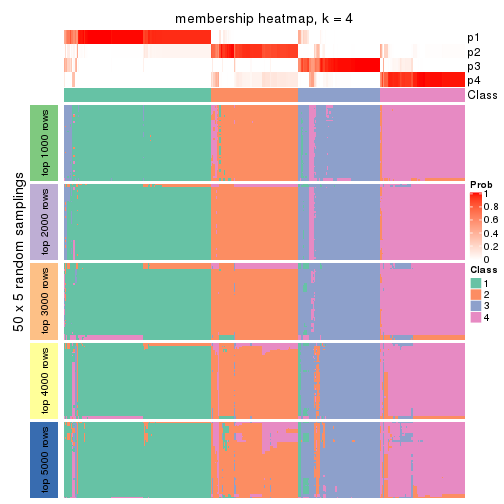 membership heatmap, k = 4
p1
p2
p3
p4
Class
50 x 5 random samplings
top 1000 rows
top 2000 rows
top 3000 rows
top 4000 rows
top 5000 rows
Prob
1
0.8
0.6
0.4
0.2
0
Class
1
2
3
4